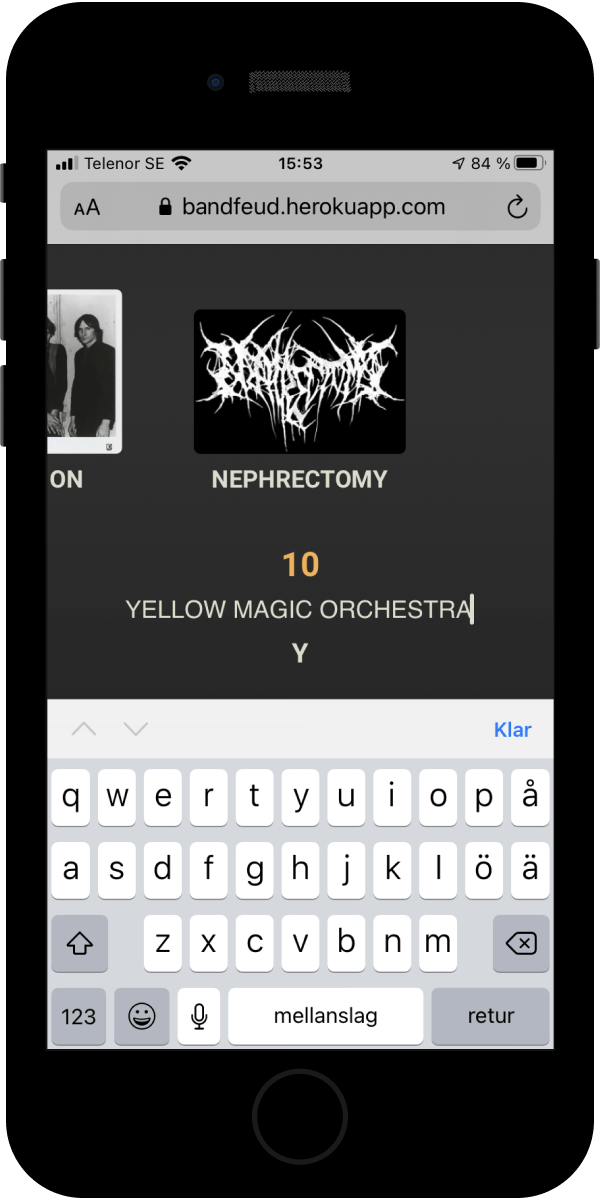 Telenor SE 15:53 84 %
AA bandfeud.herokuapp.com
ON NEPHRECTOMY
10
YELLOW MAGIC ORCHESTRA
Y
Klar
q w e r t y u i o p å
a s d f g h j k l ö ä
z x c v b n m
123 mellanslag retur